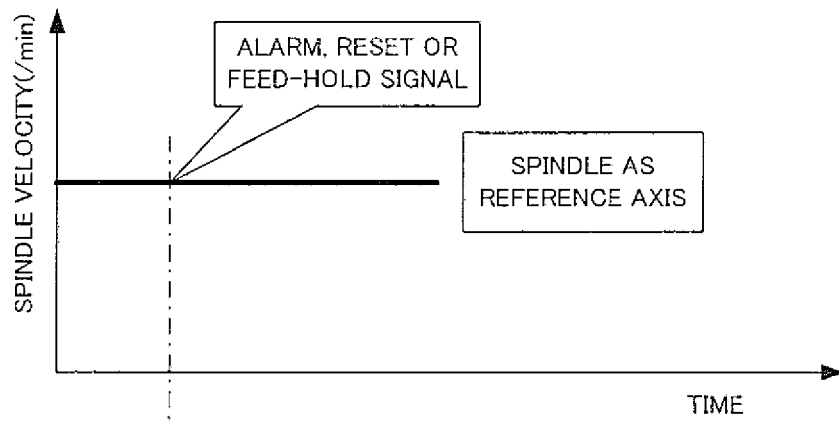 SPINDLE VELOCITY(/min)
ALARM, RESET OR
FEED-HOLD SIGNAL
SPINDLE AS
REFERENCE AXIS
TIME